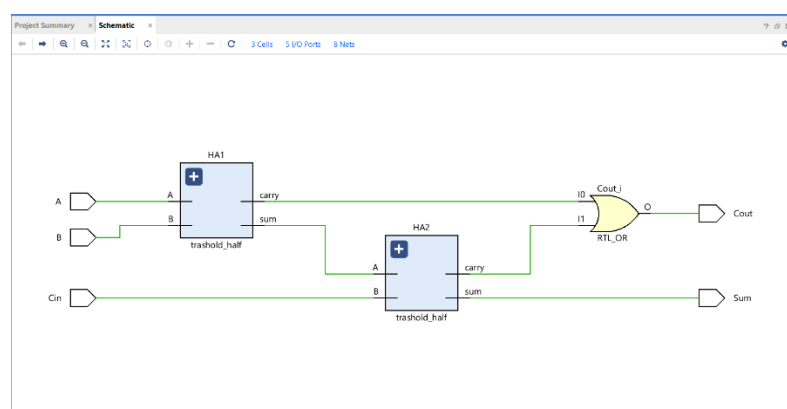 Project Summary × Schematic ×
3 Cells 5 I/O Ports 8 Nets
HA1
A A carry
B B sum
trashold_half
HA2
A carry
Cin B sum
trashold_half
Cout_i
I0 O Cout
I1
RTL_OR
Sum